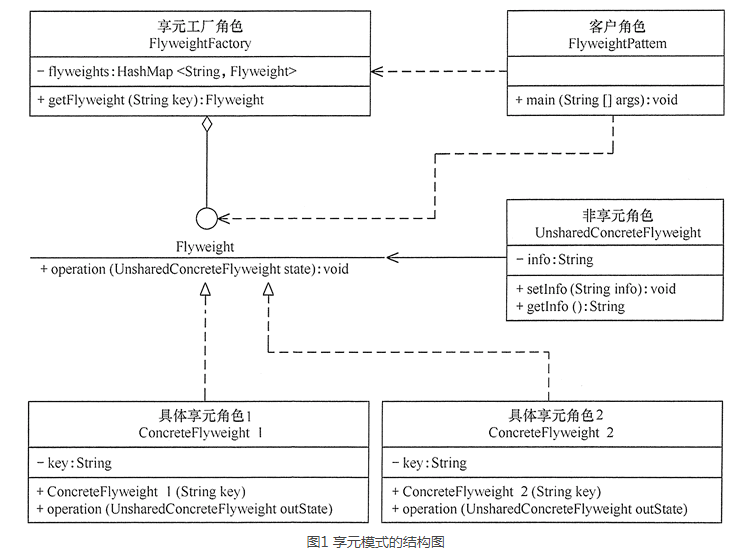 享元工厂角色
FlyweightFactory
- flyweights:HashMap <String, Flyweight>
+ getFlyweight (String key):Flyweight
客户角色
FlyweightPattem
+ main (String [] args):void
Flyweight
+ operation (UnsharedConcreteFlyweight state):void
非享元角色
UnsharedConcreteFlyweight
- info:String
+ setInfo (String info):void
+ getInfo ():String
具体享元角色1
ConcreteFlyweight 1
- key:String
+ ConcreteFlyweight 1 (String key)
+ operation (UnsharedConcreteFlyweight outState)
具体享元角色2
ConcreteFlyweight 2
- key:String
+ ConcreteFlyweight 2 (String key)
+ operation (UnsharedConcreteFlyweight outState)
图1 享元模式的结构图